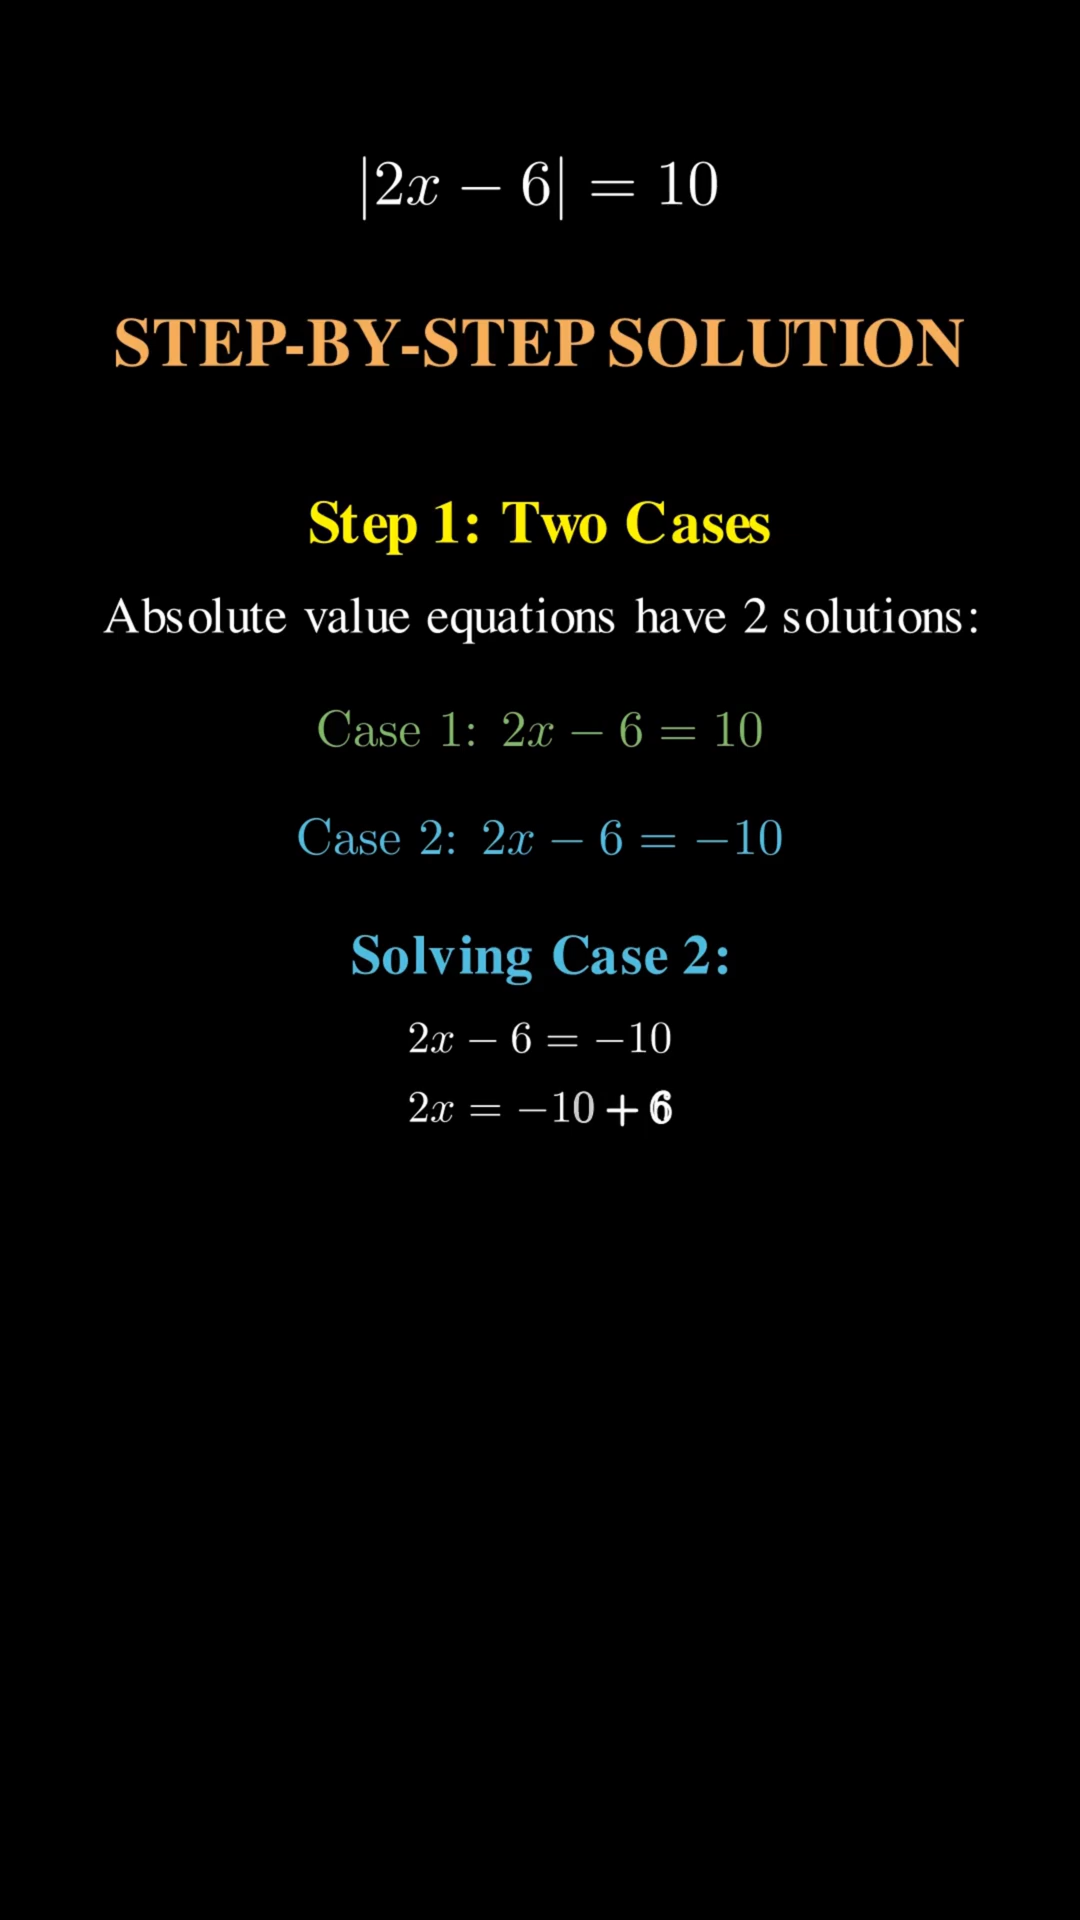 |2x − 6| = 10
STEP-BY-STEP SOLUTION
Step 1: Two Cases
Absolute value equations have 2 solutions:
Case 1: 2x − 6 = 10
Case 2: 2x − 6 = −10
Solving Case 2:
2x − 6 = −10
2x = −10 + 6